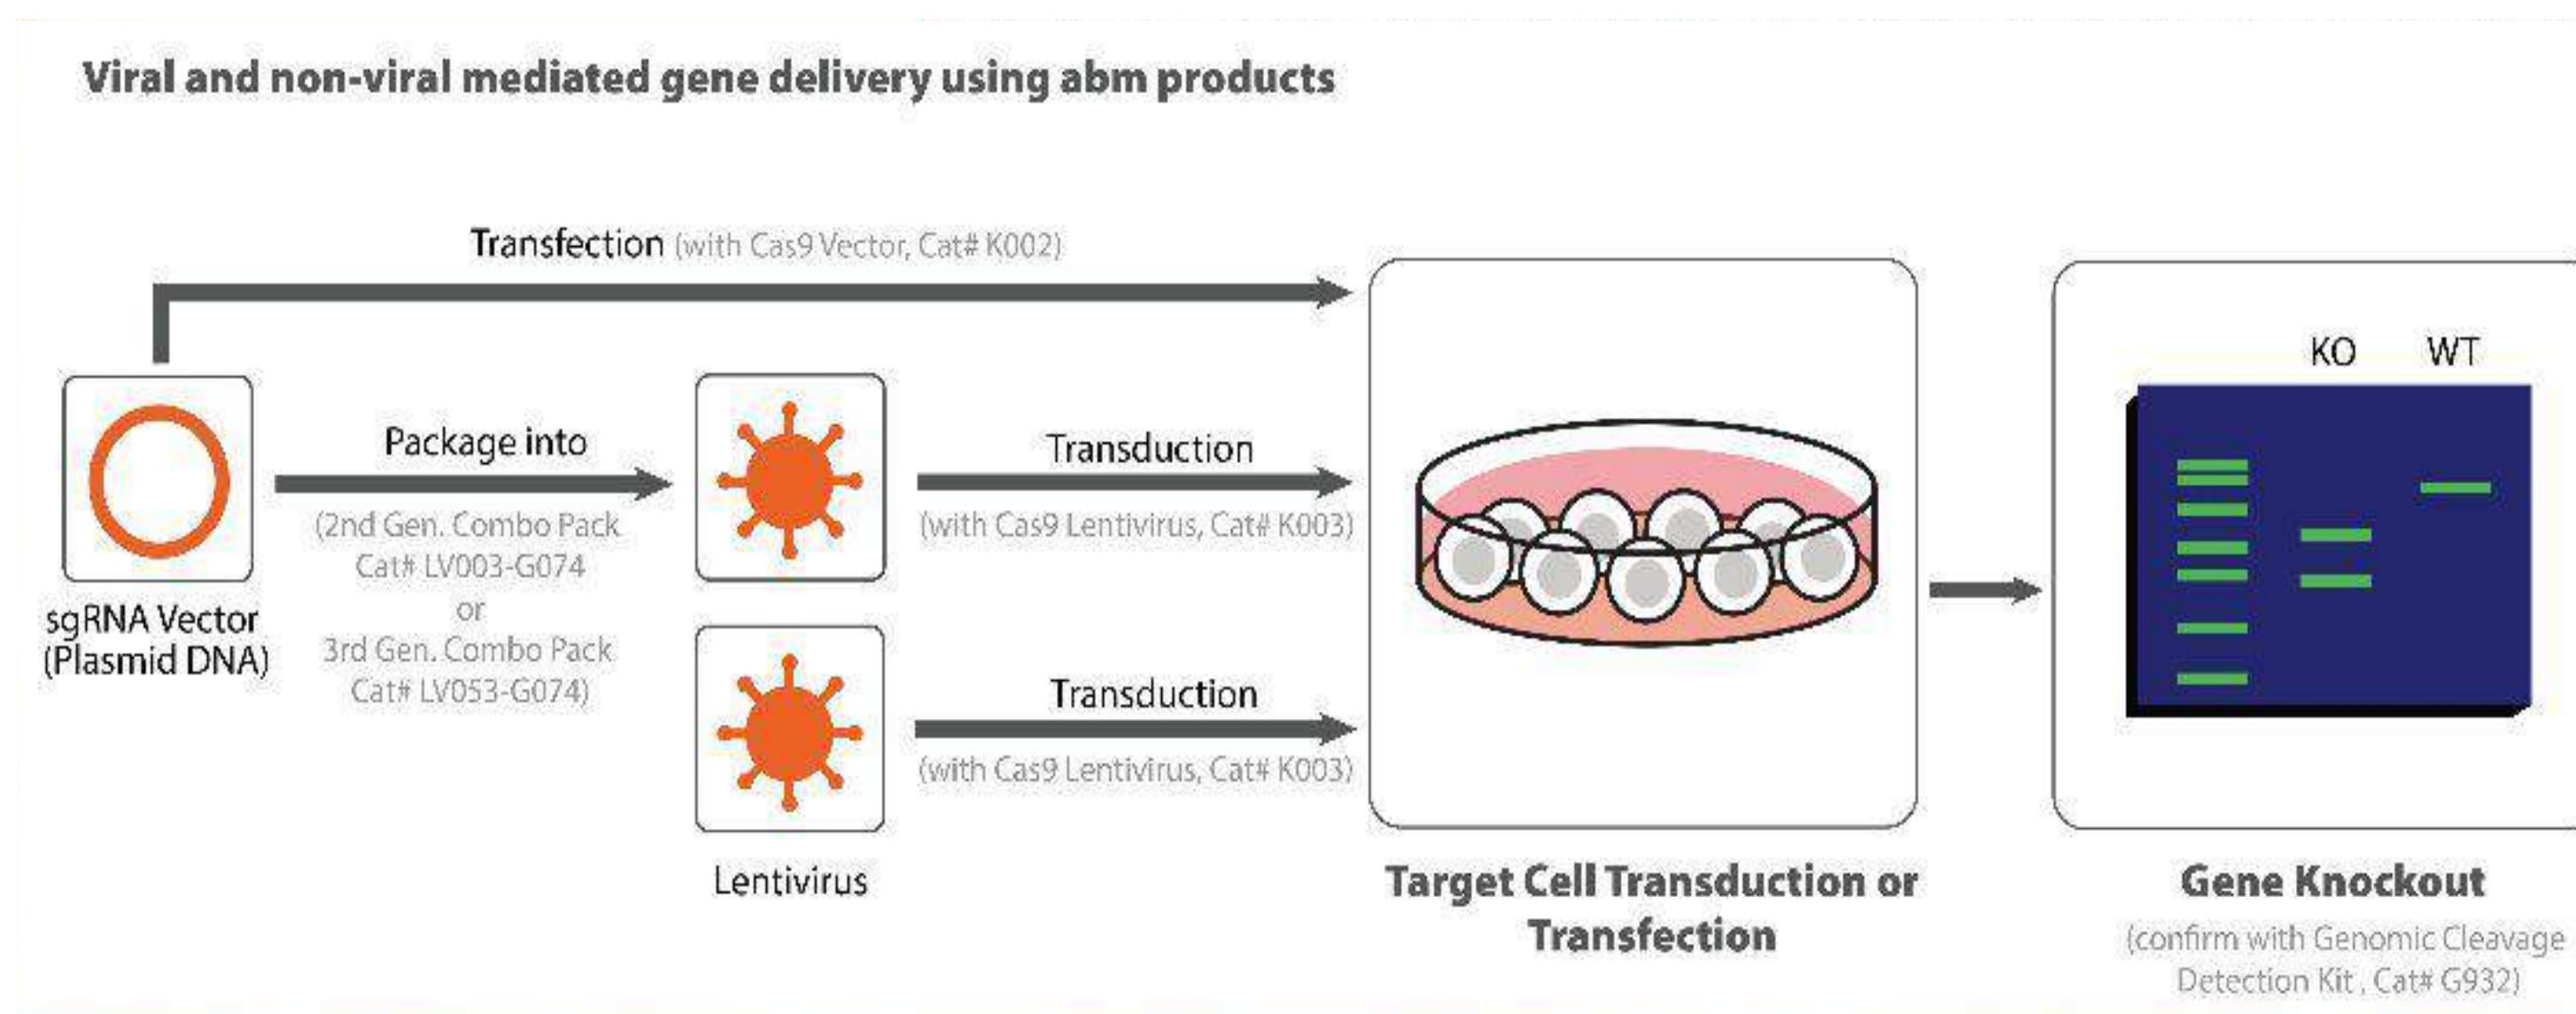 Viral and non-viral mediated gene delivery using abm products
Transfection (with Cas9 Vector, Cat# K002)
Package into
(2nd Gen. Combo Pack
Cat# LV003-G074
or
3rd Gen. Combo Pack
Cat# LV053-G074)
sgRNA Vector
(Plasmid DNA)
Transduction
(with Cas9 Lentivirus, Cat# K003)
Transduction
(with Cas9 Lentivirus, Cat# K003)
Lentivirus
Target Cell Transduction or
Transfection
KO WT
Gene Knockout
(confirm with Genomic Cleavage
Detection Kit , Cat# G932)